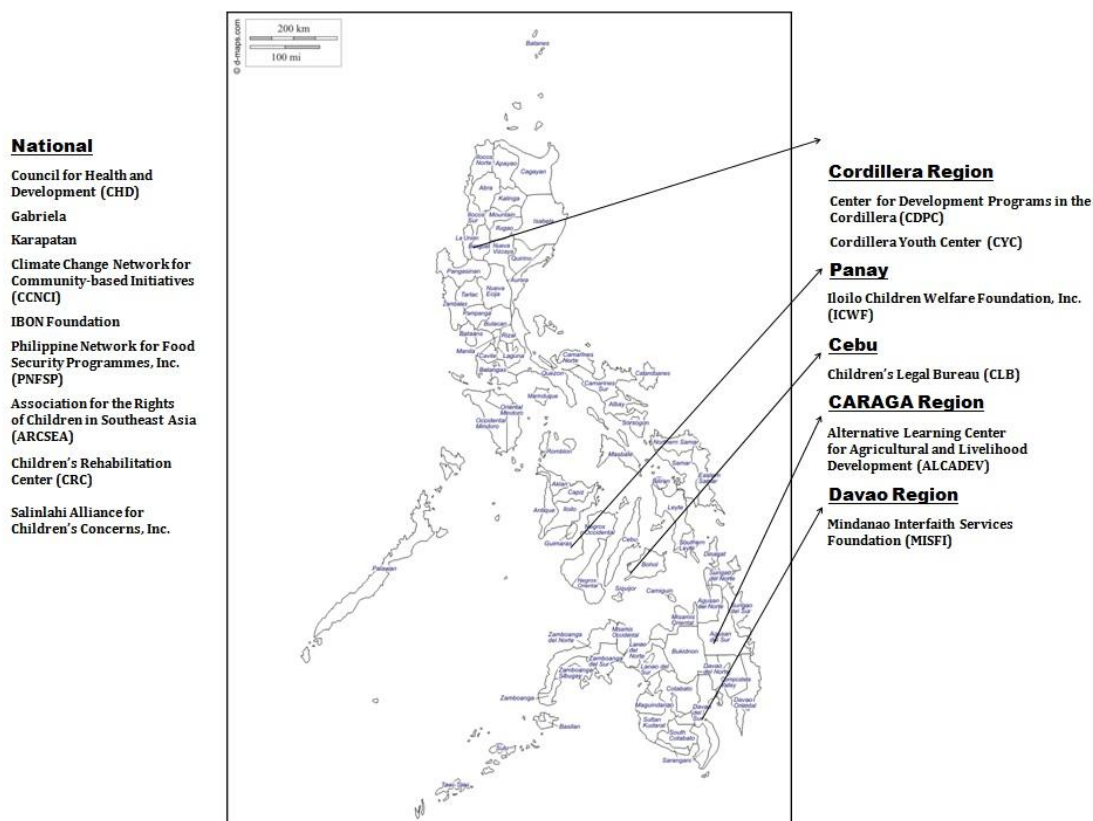 200 km
100 mi
© d-maps.com
National
Council for Health and
Development (CHD)
Gabriela
Karapatan
Climate Change Network for
Community-based Initiatives
(CCNCI)
IBON Foundation
Philippine Network for Food
Security Programmes, Inc.
(PNFSP)
Association for the Rights
of Children in Southeast Asia
(ARCSEA)
Children's Rehabilitation
Center (CRC)
Salinlahi Alliance for
Children's Concerns, Inc.
Batanes
Ilocos
Norte
Apayao
Cagayan
Abra
Kalinga
Ilocos
Sur
Mountain
Isabela
Ifugao
La Union
Benguet
Nueva
Vizcaya
Quirino
Pangasinan
Aurora
Tarlac
Nueva
Ecija
Zambales
Pampanga
Bulacan
Bataan
Rizal
Manila
Cavite
Laguna
Batangas
Quezon
Camarines
Norte
Camarines
Sur
Catanduanes
Marinduque
Albay
Oriental
Mindoro
Occidental
Mindoro
Sorsogon
Romblon
Masbate
Northern Samar
Samar
Eastern
Samar
Biliran
Aklan
Capiz
Antique
Iloilo
Leyte
Guimaras
Negros
Occidental
Cebu
Southern
Leyte
Bohol
Dinagat
Palawan
Negros
Oriental
Siquijor
Camiguin
Surigao
del Norte
Agusan
del Norte
Surigao
del Sur
Misamis
Oriental
Misamis
Occidental
Zamboanga
del Norte
Lanao
del
Norte
Bukidnon
Agusan
del Sur
Zamboanga
del Sur
Zamboanga
Sibugay
Lanao del
Sur
Davao
del Norte
Compostela
Valley
Cotabato
Davao
Oriental
Zamboanga
Maguindanao
Davao
del
Sur
Basilan
Sultan
Kudarat
South
Cotabato
Sarangani
Sulu
Tawi-Tawi
Cordillera Region
Center for Development Programs in the
Cordillera (CDPC)
Cordillera Youth Center (CYC)
Panay
Iloilo Children Welfare Foundation, Inc.
(ICWF)
Cebu
Children's Legal Bureau (CLB)
CARAGA Region
Alternative Learning Center
for Agricultural and Livelihood
Development (ALCADEV)
Davao Region
Mindanao Interfaith Services
Foundation (MISFI)